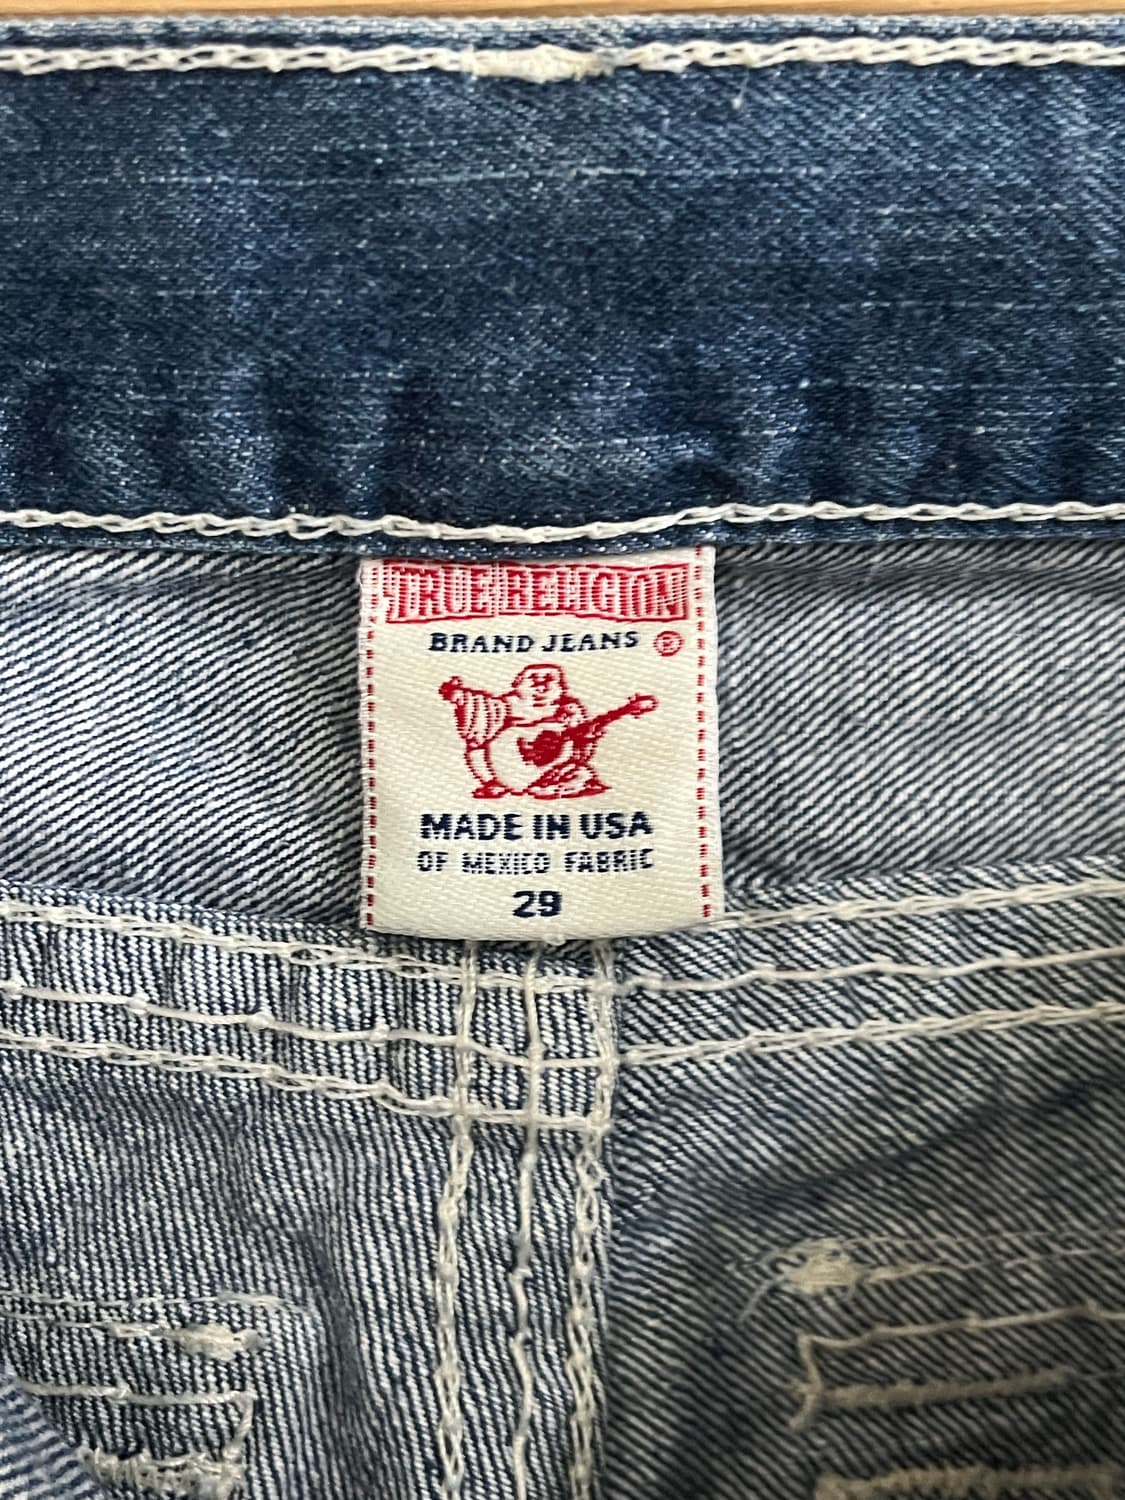 TRUE RELIGION
BRAND JEANS ®
MADE IN USA
OF MEXICO FABRIC
29